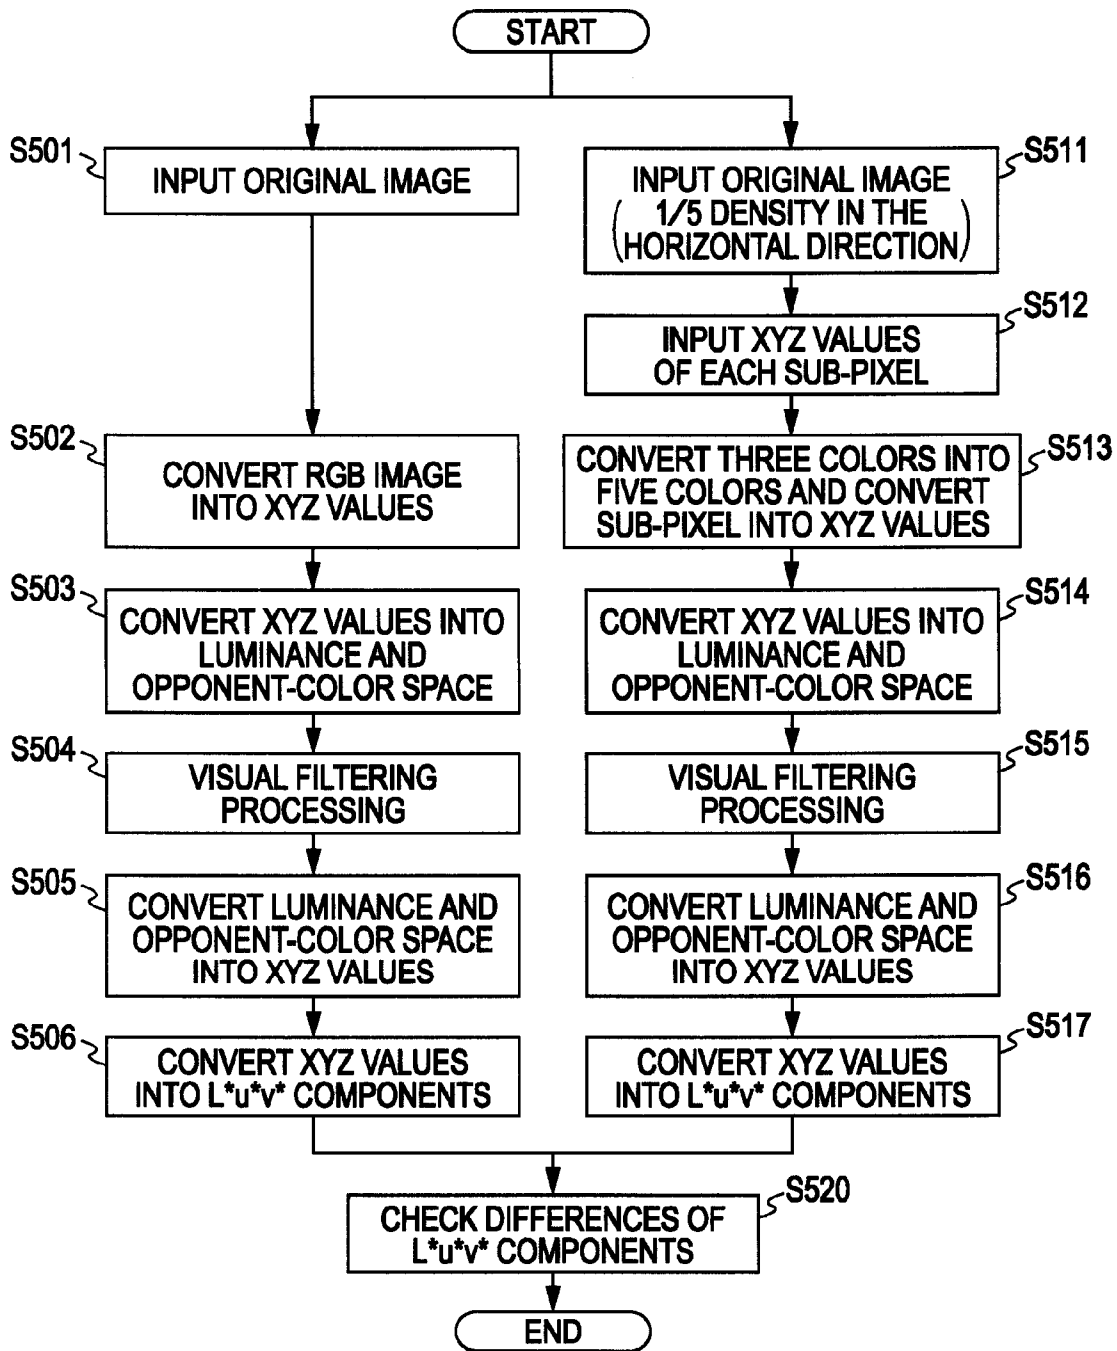 START
S501
INPUT ORIGINAL IMAGE
S511
INPUT ORIGINAL IMAGE
(1/5 DENSITY IN THE
HORIZONTAL DIRECTION)
S512
INPUT XYZ VALUES
OF EACH SUB-PIXEL
S502
CONVERT RGB IMAGE
INTO XYZ VALUES
S513
CONVERT THREE COLORS INTO
FIVE COLORS AND CONVERT
SUB-PIXEL INTO XYZ VALUES
S503
CONVERT XYZ VALUES INTO
LUMINANCE AND
OPPONENT-COLOR SPACE
S514
CONVERT XYZ VALUES INTO
LUMINANCE AND
OPPONENT-COLOR SPACE
S504
VISUAL FILTERING
PROCESSING
S515
VISUAL FILTERING
PROCESSING
S505
CONVERT LUMINANCE AND
OPPONENT-COLOR SPACE
INTO XYZ VALUES
S516
CONVERT LUMINANCE AND
OPPONENT-COLOR SPACE
INTO XYZ VALUES
S506
CONVERT XYZ VALUES
INTO L*u*v* COMPONENTS
S517
CONVERT XYZ VALUES
INTO L*u*v* COMPONENTS
S520
CHECK DIFFERENCES OF
L*u*v* COMPONENTS
END